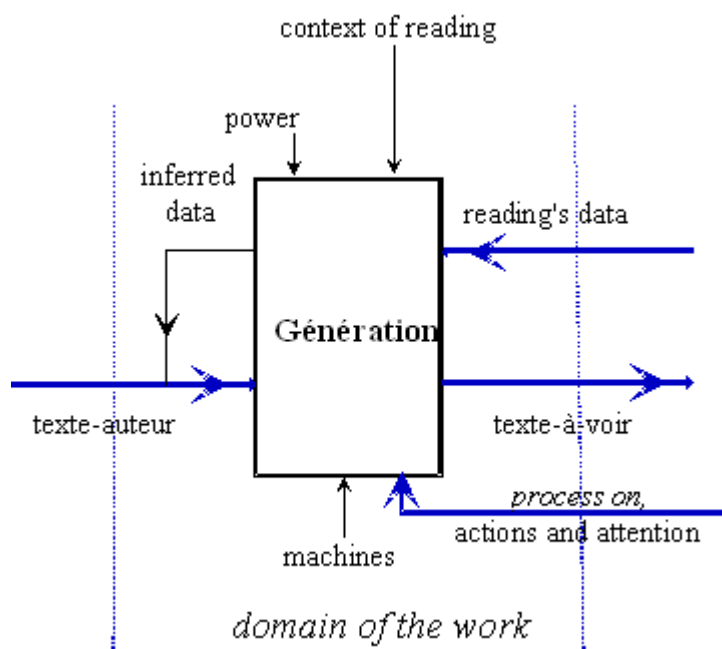 context of reading
power
inferred
data
reading's data
Génération
texte-auteur
texte-à-voir
process on,
actions and attention
machines
domain of the work